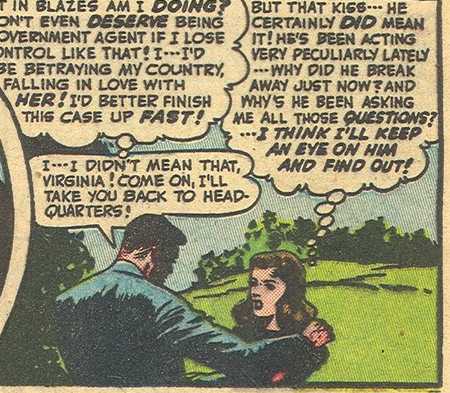 T IN BLAZES AM I DOING?
ON'T EVEN DESERVE BEING
OVERNMENT AGENT IF I LOSE
ONTROL LIKE THAT! I---I'D
BE BETRAYING MY COUNTRY,
FALLING IN LOVE WITH
HER! I'D BETTER FINISH
THIS CASE UP FAST!
I---I DIDN'T MEAN THAT,
VIRGINIA! COME ON, I'LL
TAKE YOU BACK TO HEAD-
QUARTERS!
BUT THAT KISS--- HE
CERTAINLY DID MEAN
IT! HE'S BEEN ACTING
VERY PECULIARLY LATELY
---WHY DID HE BREAK
AWAY JUST NOW? AND
WHY'S HE BEEN ASKING
ME ALL THOSE QUESTIONS?
---I THINK I'LL KEEP
AN EYE ON HIM
AND FIND OUT!